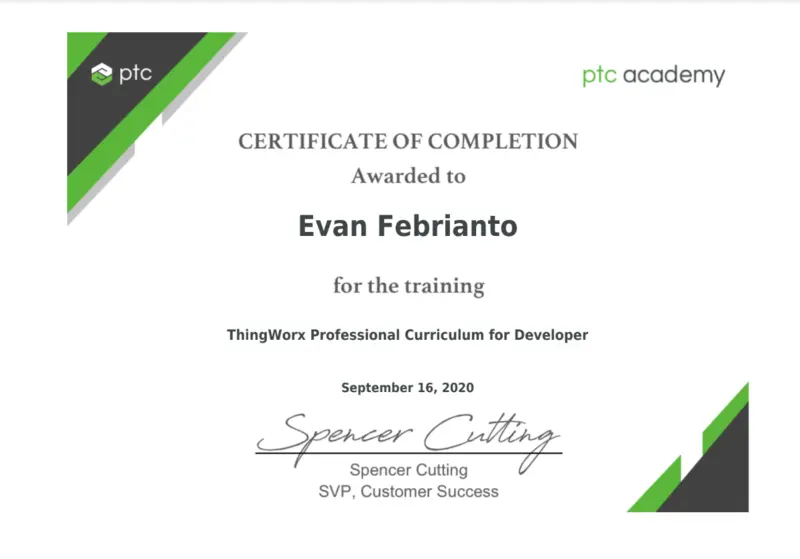 ptc
ptc academy
CERTIFICATE OF COMPLETION
Awarded to
Evan Febrianto
for the training
ThingWorx Professional Curriculum for Developer
September 16, 2020
Spencer Cutting
Spencer Cutting
SVP, Customer Success